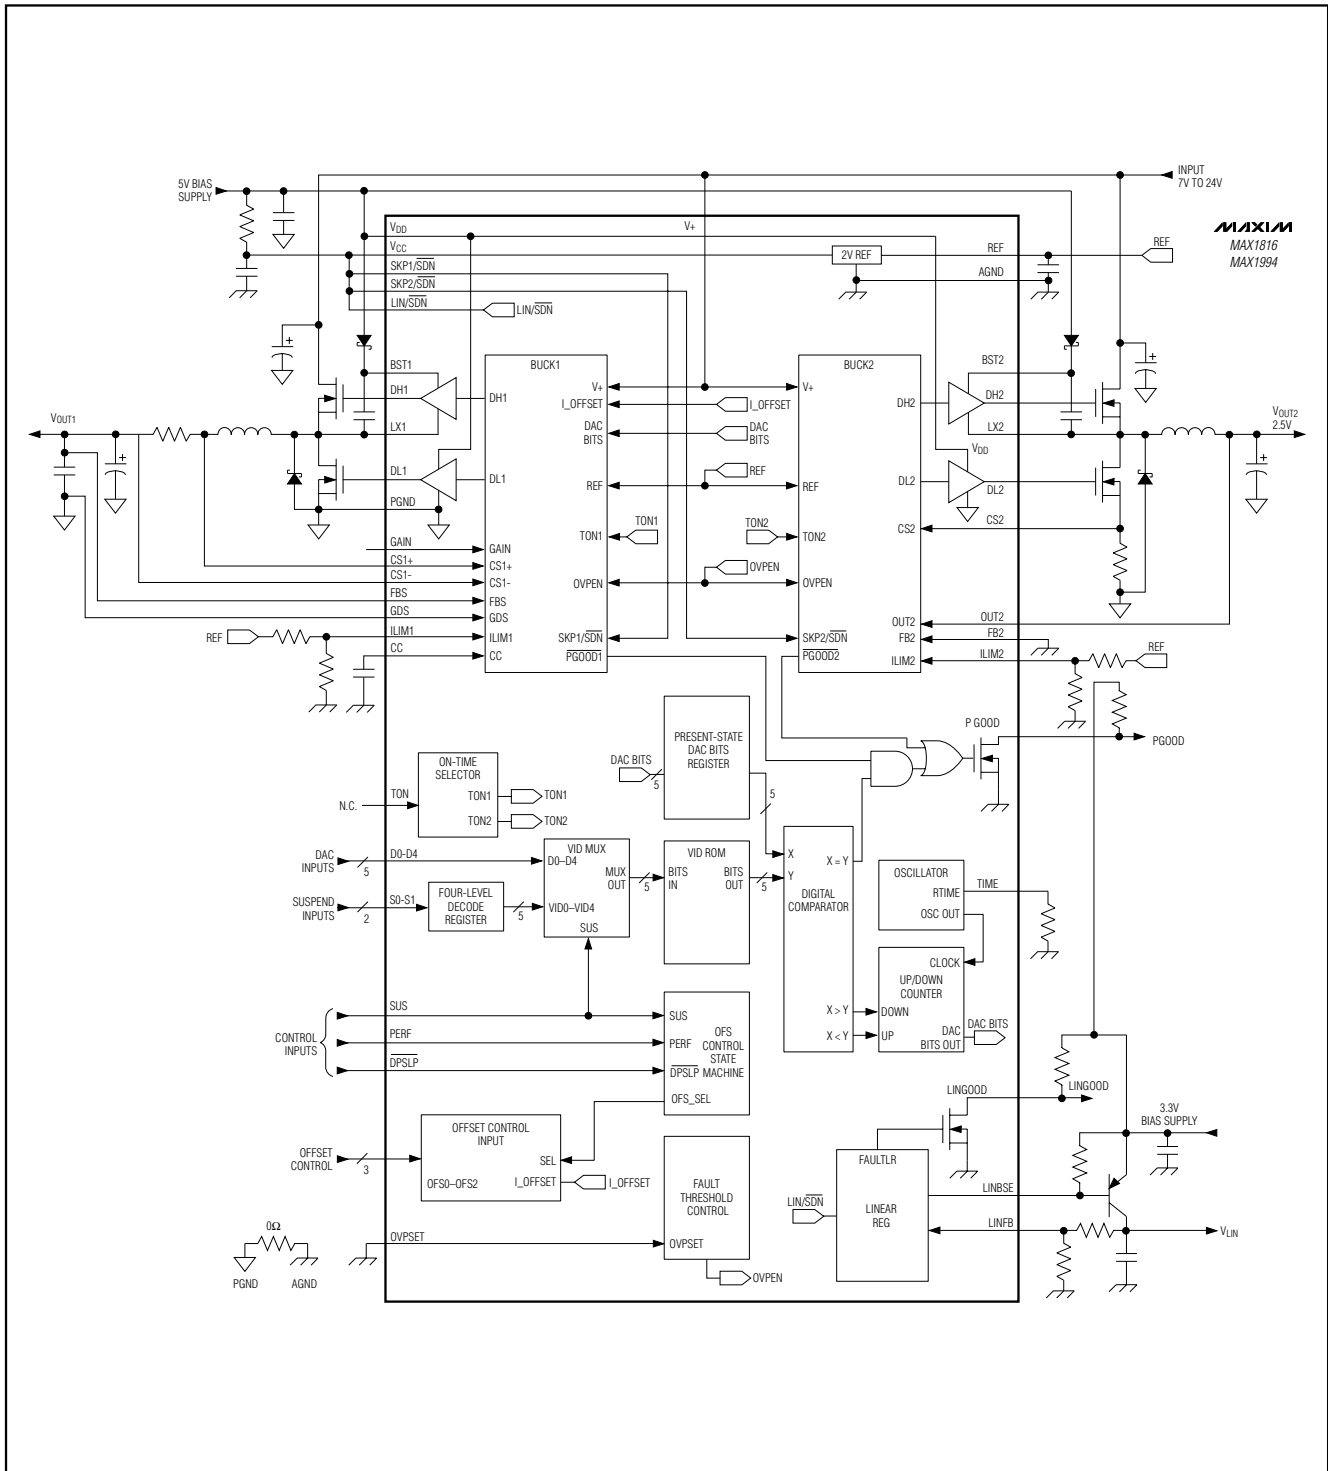 5V BIAS
SUPPLY
INPUT
7V TO 24V
MAXIM
MAX1816
MAX1994
VDD
V+
VCC
SKP1/SDN
SKP2/SDN
LIN/SDN
LIN/SDN
2V REF
REF
REF
AGND
BST1
DH1
LX1
DL1
PGND
VOUT1
BUCK1
DH1
DL1
V+
I_OFFSET
DAC
BITS
REF
TON1
OVPEN
SKP1/SDN
PGOOD1
GAIN
CS1+
CS1-
FBS
GDS
ILIM1
CC
I_OFFSET
DAC
BITS
REF
TON1
TON2
OVPEN
BUCK2
V+
REF
TON2
OVPEN
SKP2/SDN
PGOOD2
DH2
DL2
CS2
OUT2
FB2
ILIM2
BST2
DH2
LX2
VDD
DL2
CS2
OUT2
FB2
ILIM2
VOUT2
2.5V
REF
GAIN
CS1+
CS1-
FBS
GDS
ILIM1
CC
REF
P GOOD
PGOOD
PRESENT-STATE
DAC BITS
REGISTER
DAC BITS
5
5
ON-TIME
SELECTOR
TON1
TON2
TON1
TON2
N.C.
TON
DAC
INPUTS
5
D0-D4
SUSPEND
INPUTS
2
S0-S1
FOUR-LEVEL
DECODE
REGISTER
5
VID MUX
D0–D4
MUX
OUT
VID0–VID4
SUS
5
VID ROM
BITS
IN
BITS
OUT
5
X
Y
X = Y
DIGITAL
COMPARATOR
X > Y
X < Y
OSCILLATOR
RTIME
OSC OUT
TIME
CLOCK
UP/DOWN
COUNTER
DOWN
UP
DAC
BITS OUT
DAC BITS
CONTROL
INPUTS
SUS
PERF
DPSLP
SUS
PERF
DPSLP
OFS
CONTROL
STATE
MACHINE
OFS_SEL
OFFSET
CONTROL
3
OFFSET CONTROL
INPUT
SEL
OFS0–OFS2
I_OFFSET
I_OFFSET
FAULT
THRESHOLD
CONTROL
OVPSET
OVPSET
OVPEN
0Ω
PGND
AGND
LINGOOD
LINGOOD
3.3V
BIAS SUPPLY
FAULTLR
LINEAR
REG
LIN/SDN
LINBSE
LINFB
VLIN